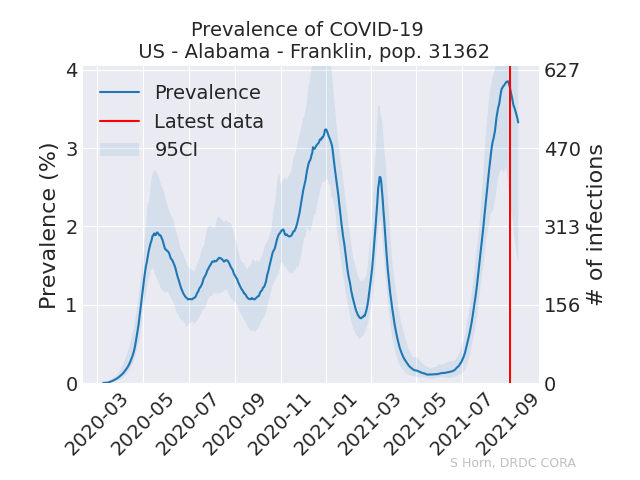 Prevalence of COVID-19
US - Alabama - Franklin, pop. 31362
Prevalence
Latest data
95CI
Prevalence (%)
4
3
2
1
0
627
470
313
156
0
# of infections
2020-03
2020-05
2020-07
2020-09
2020-11
2021-01
2021-03
2021-05
2021-07
2021-09
S Horn, DRDC CORA